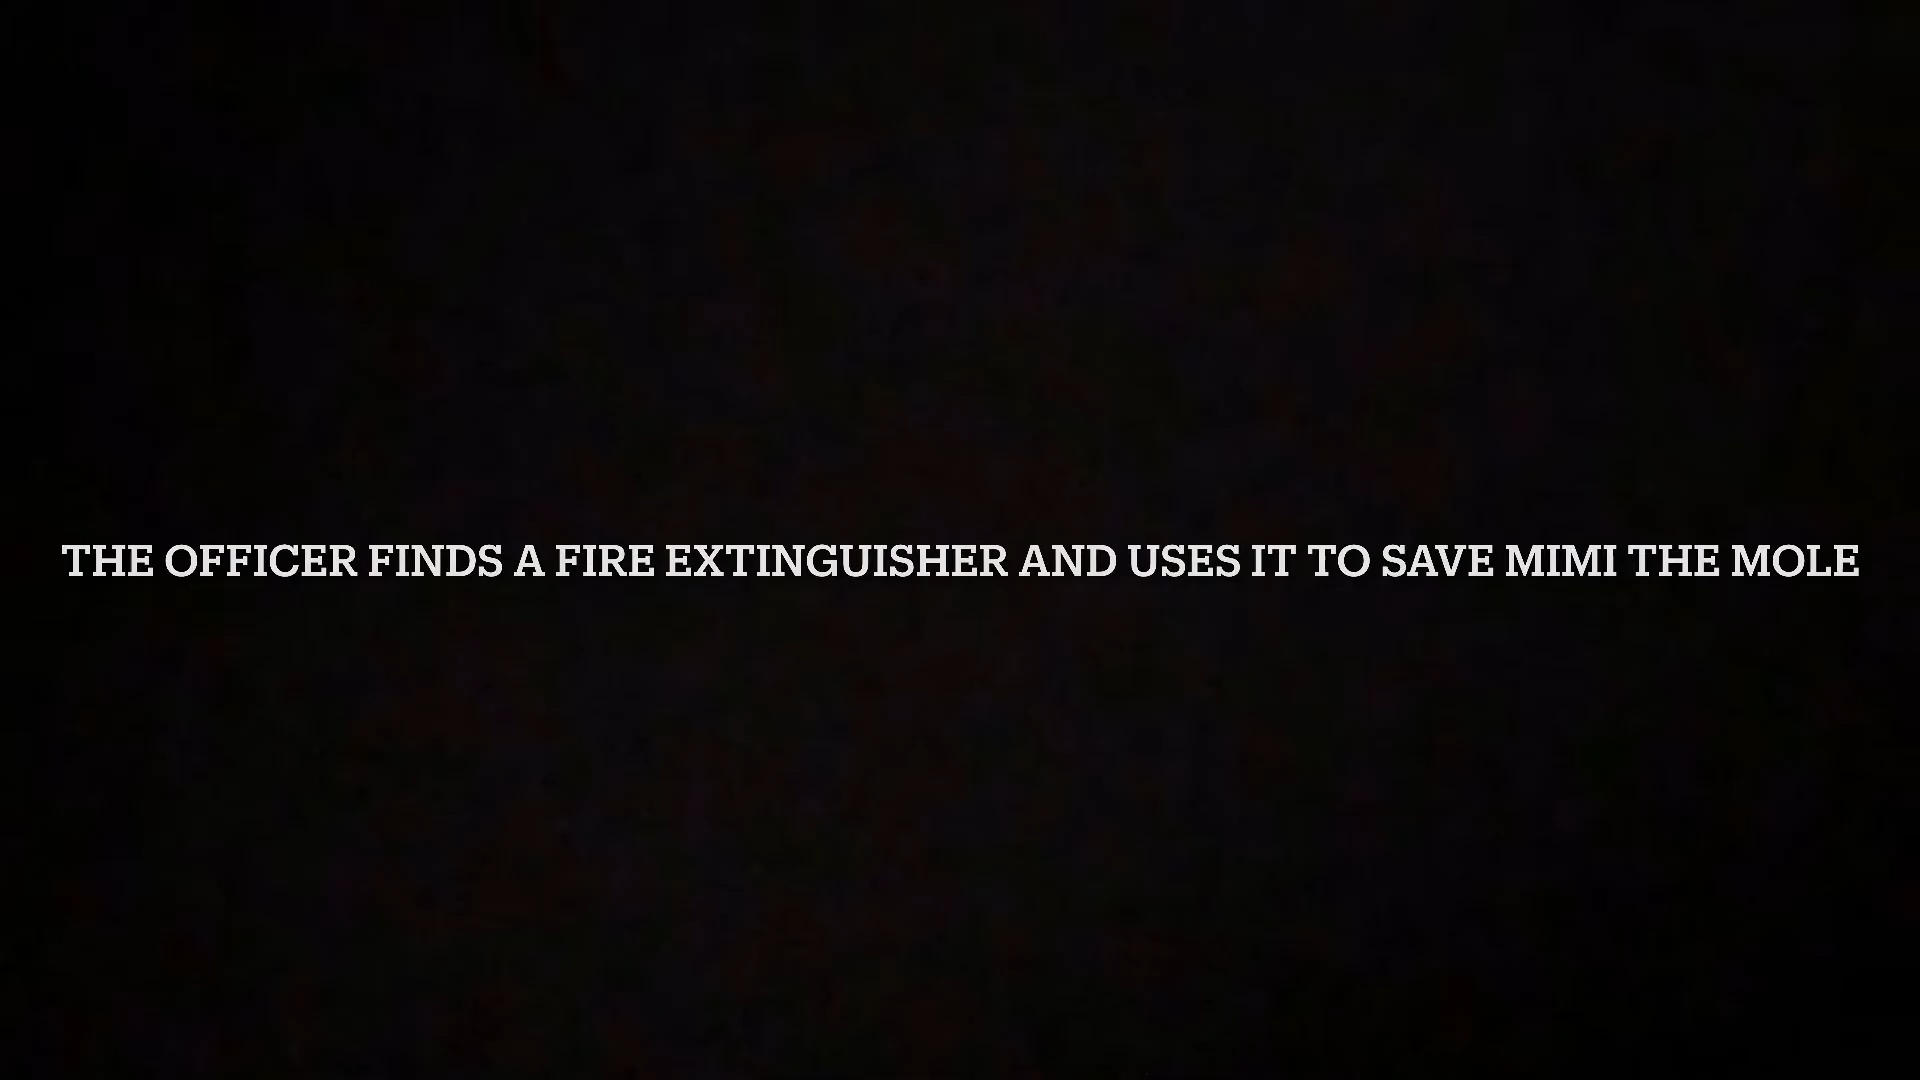 THE OFFICER FINDS A FIRE EXTINGUISHER AND USES IT TO SAVE MIMI THE MOLE